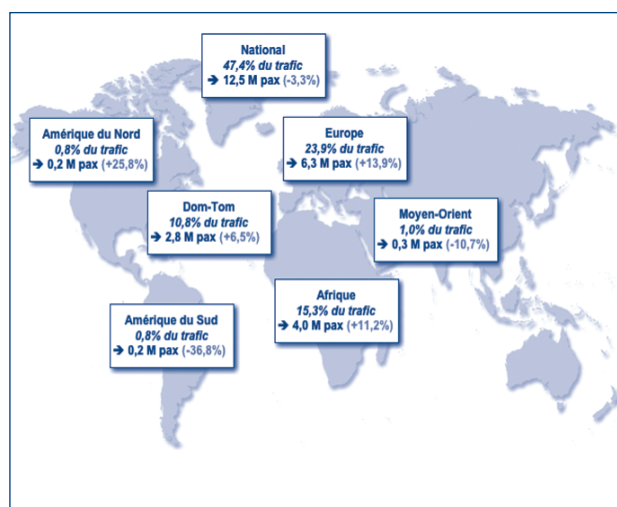 National
47,4% du trafic
➔ 12,5 M pax (-3,3%)
Amérique du Nord
0,8% du trafic
➔ 0,2 M pax (+25,8%)
Europe
23,9% du trafic
➔ 6,3 M pax (+13,9%)
Dom-Tom
10,8% du trafic
➔ 2,8 M pax (+6,5%)
Moyen-Orient
1,0% du trafic
➔ 0,3 M pax (-10,7%)
Afrique
15,3% du trafic
➔ 4,0 M pax (+11,2%)
Amérique du Sud
0,8% du trafic
➔ 0,2 M pax (-36,8%)